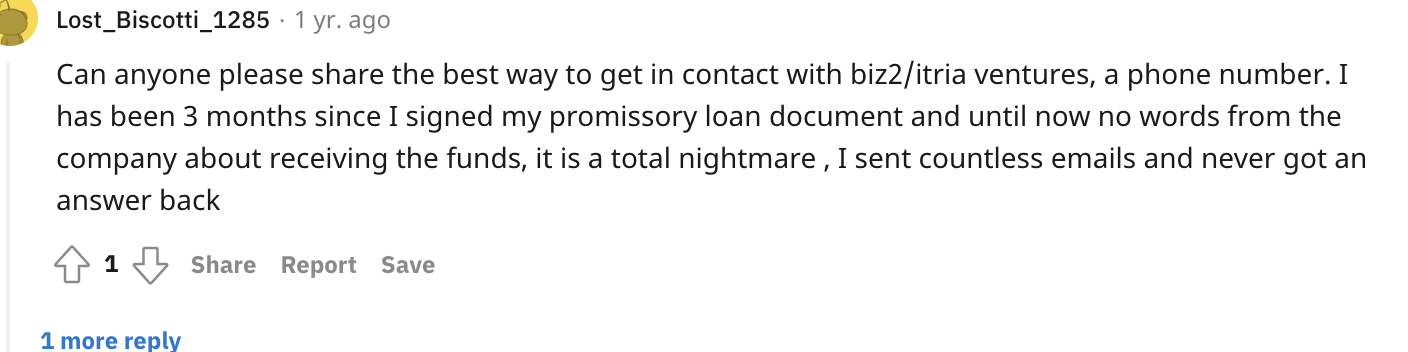 Lost_Biscotti_1285 · 1 yr. ago
Can anyone please share the best way to get in contact with biz2/itria ventures, a phone number. I
has been 3 months since I signed my promissory loan document and until now no words from the
company about receiving the funds, it is a total nightmare , I sent countless emails and never got an
answer back
1 Share Report Save
1 more reply